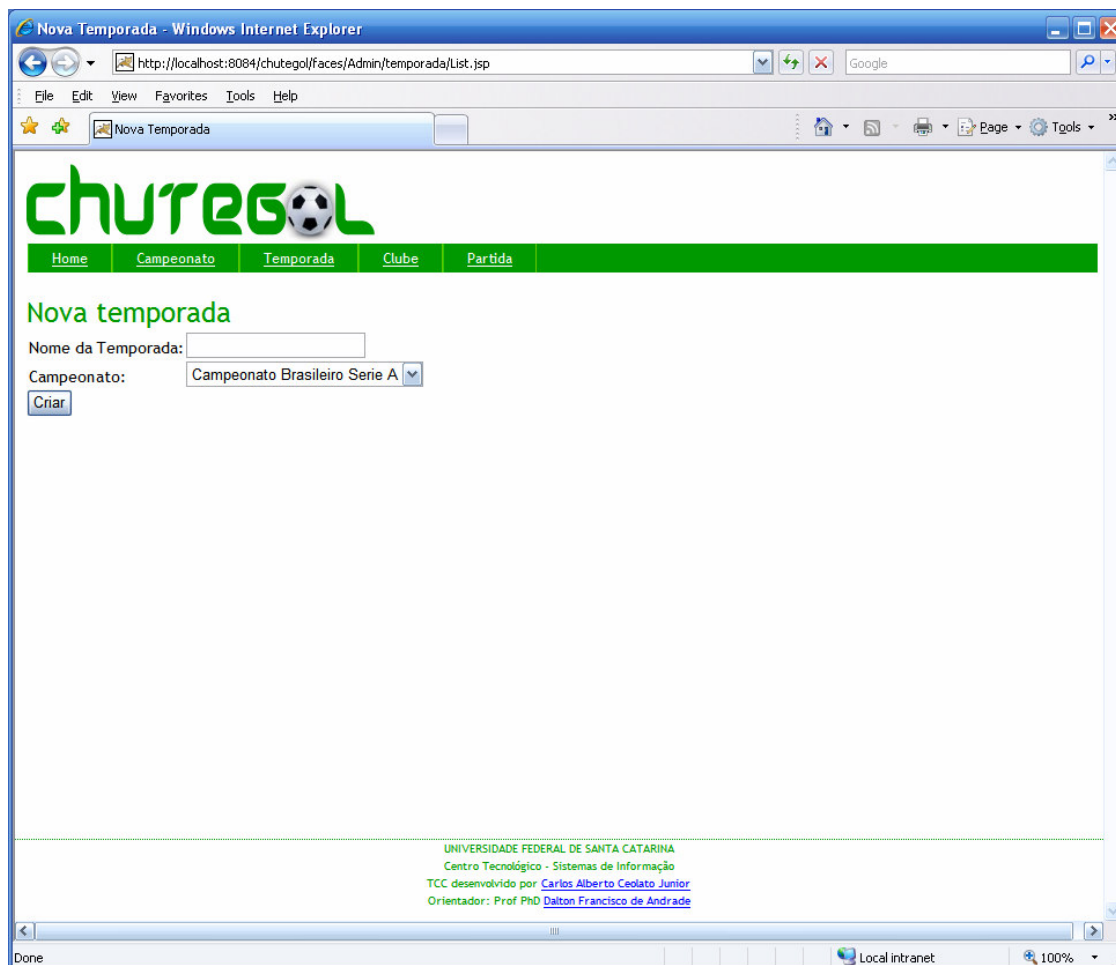 Nova Temporada - Windows Internet Explorer
http://localhost:8084/chutegol/faces/Admin/temporada/List.jsp
Google
File Edit View Favorites Tools Help
Nova Temporada
Page Tools »
chutegol
Home Campeonato Temporada Clube Partida
Nova temporada
Nome da Temporada:
Campeonato: Campeonato Brasileiro Serie A
Criar
UNIVERSIDADE FEDERAL DE SANTA CATARINA
Centro Tecnológico - Sistemas de Informação
TCC desenvolvido por Carlos Alberto Ceolato Junior
Orientador: Prof PhD Dalton Francisco de Andrade
Done Local intranet 100%